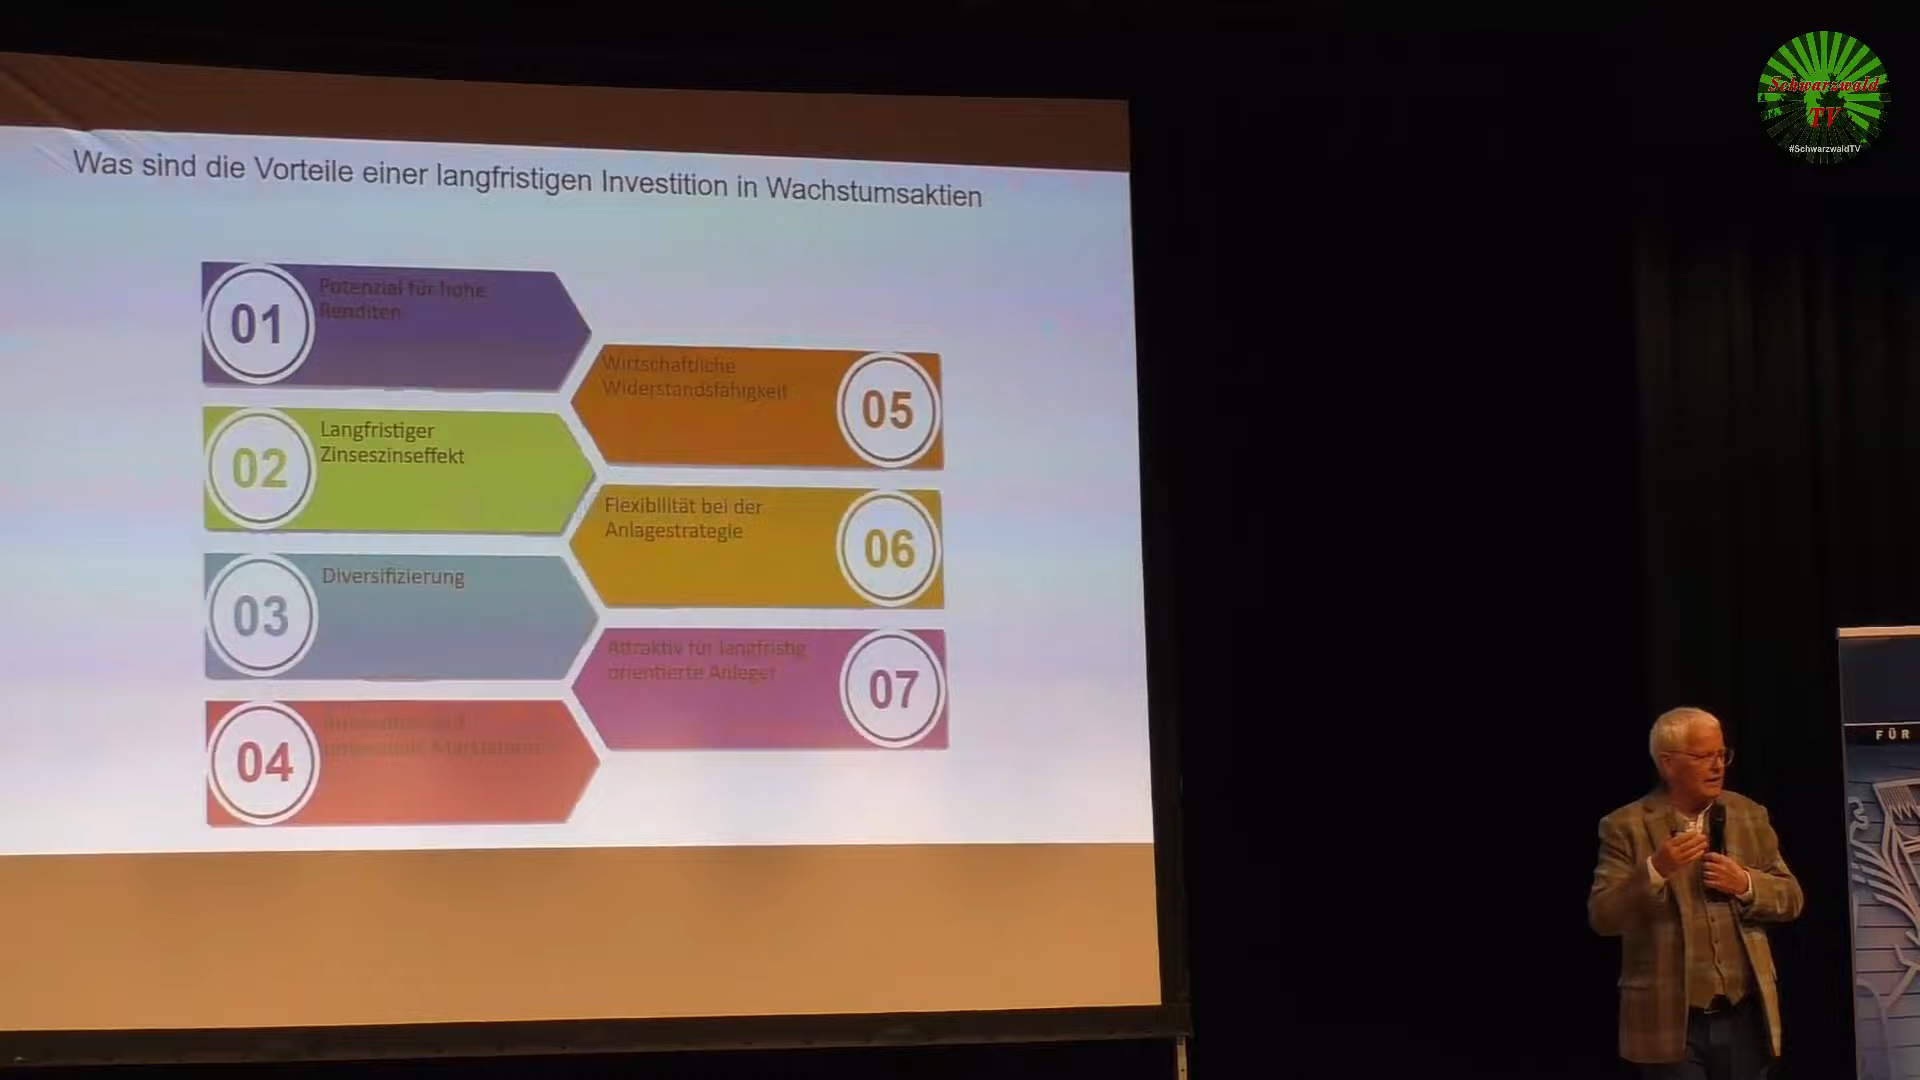 Was sind die Vorteile einer langfristigen Investition in Wachstumsaktien
01
Potenzial für hohe
Renditen
02
Langfristiger
Zinseszinseffekt
03
Diversifizierung
04
05
Wirtschaftliche
Widerstandsfähigkeit
06
Flexibilität bei der
Anlagestrategie
07
Attraktiv für langfristig
orientierte Anleger
Schwarzwald
TV
#SchwarzwaldTV
FÜR